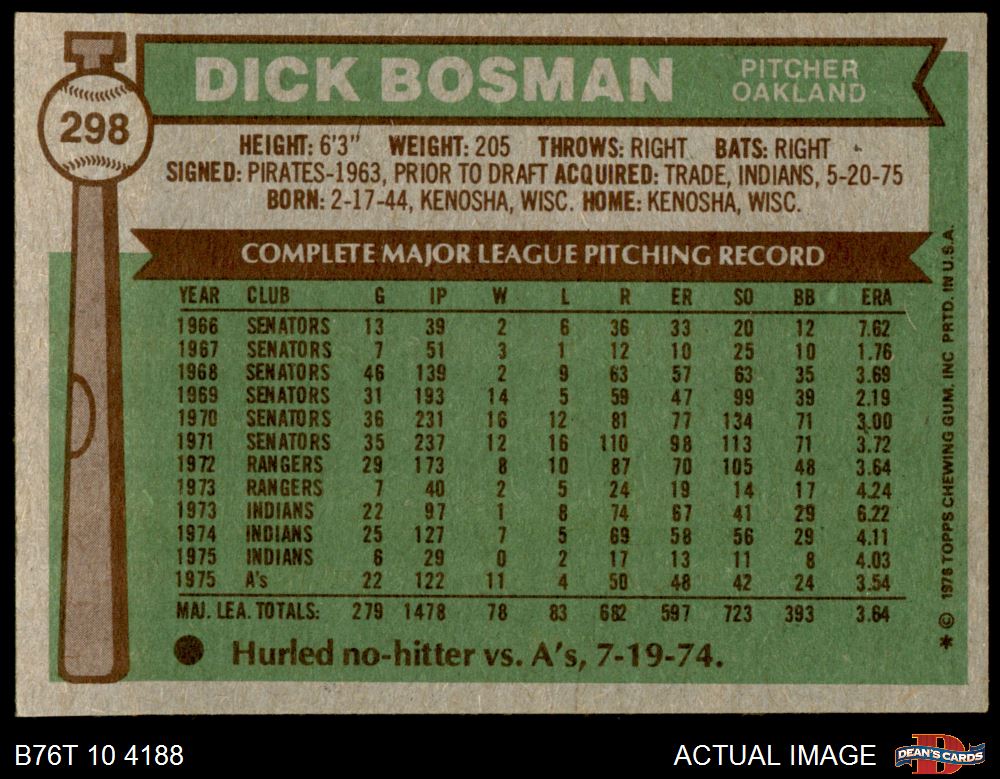 298
DICK BOSMAN
PITCHER
OAKLAND
HEIGHT: 6'3" WEIGHT: 205 THROWS: RIGHT BATS: RIGHT
SIGNED: PIRATES-1963, PRIOR TO DRAFT ACQUIRED: TRADE, INDIANS, 5-20-75
BORN: 2-17-44, KENOSHA, WISC. HOME: KENOSHA, WISC.
COMPLETE MAJOR LEAGUE PITCHING RECORD
YEAR CLUB G IP W L R ER SO BB ERA
1966 SENATORS 13 39 2 6 36 33 20 12 7.62
1967 SENATORS 7 51 3 1 12 10 25 10 1.76
1968 SENATORS 46 139 2 9 63 57 63 35 3.69
1969 SENATORS 31 193 14 5 59 47 99 39 2.19
1970 SENATORS 36 231 16 12 81 77 134 71 3.00
1971 SENATORS 35 237 12 16 110 98 113 71 3.72
1972 RANGERS 29 173 8 10 87 70 105 48 3.64
1973 RANGERS 7 40 2 5 24 19 14 17 4.24
1973 INDIANS 22 97 1 8 74 67 41 29 6.22
1974 INDIANS 25 127 7 5 69 58 56 29 4.11
1975 INDIANS 6 29 0 2 17 13 11 8 4.03
1975 A's 22 122 11 4 50 48 42 24 3.54
MAJ. LEA. TOTALS: 279 1478 78 83 682 597 723 393 3.64
Hurled no-hitter vs. A's, 7-19-74.
* © 1976 TOPPS CHEWING GUM, INC PRTD. IN U.S.A.
B76T 10 4188
ACTUAL IMAGE
DEAN'S CARDS